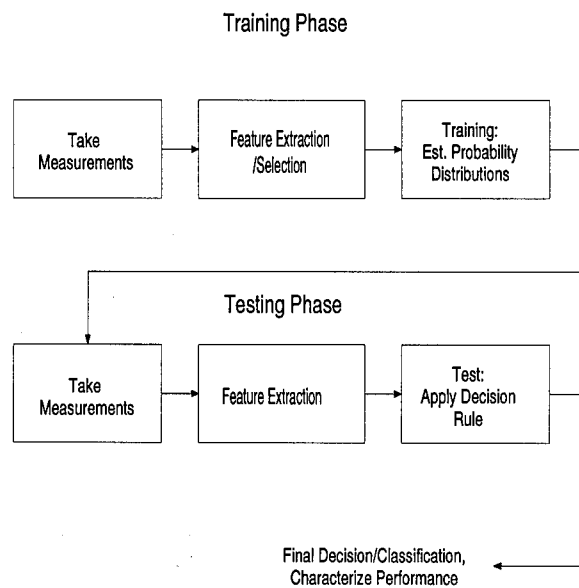 Training Phase
Take
Measurements
Feature Extraction
/Selection
Training:
Est. Probability
Distributions
Testing Phase
Take
Measurements
Feature Extraction
Test:
Apply Decision
Rule
Final Decision/Classification,
Characterize Performance